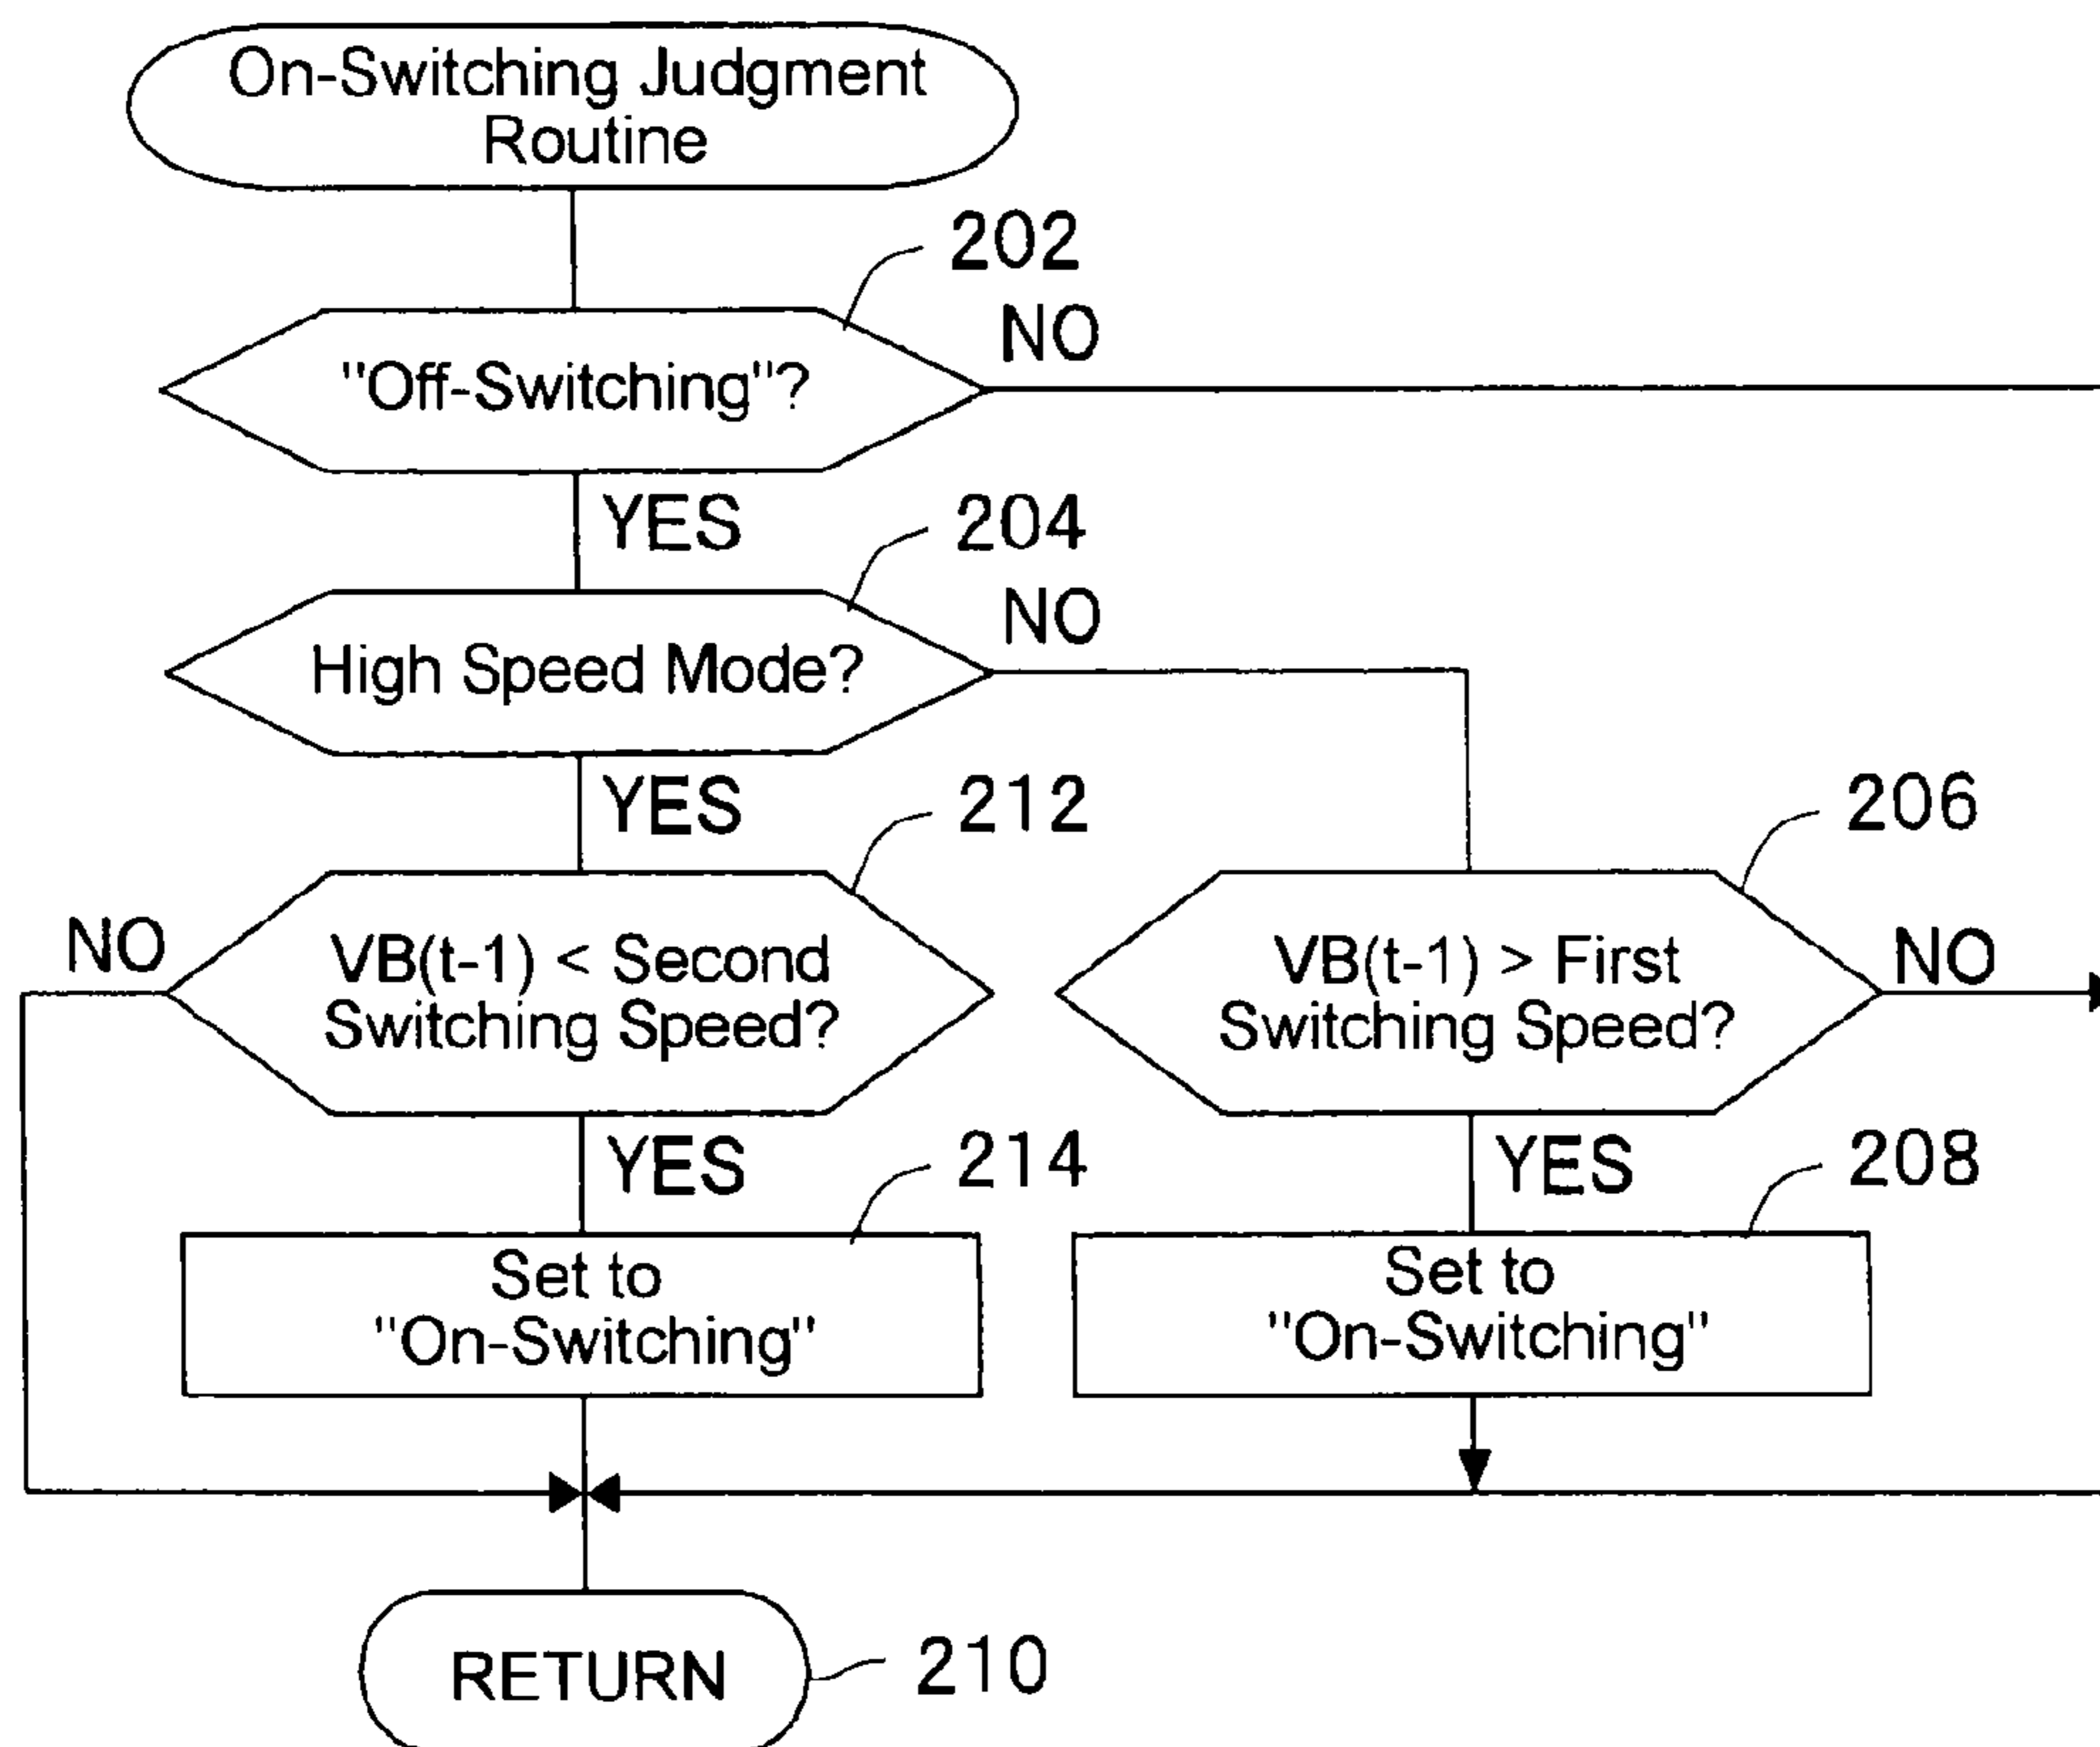 On-Switching Judgment
Routine
202
NO
"Off-Switching"?
YES
204
NO
High Speed Mode?
YES
212
206
NO
VB(t-1) < Second
Switching Speed?
VB(t-1) > First
Switching Speed?
NO
YES
214
YES
208
Set to
"On-Switching"
Set to
"On-Switching"
RETURN
210